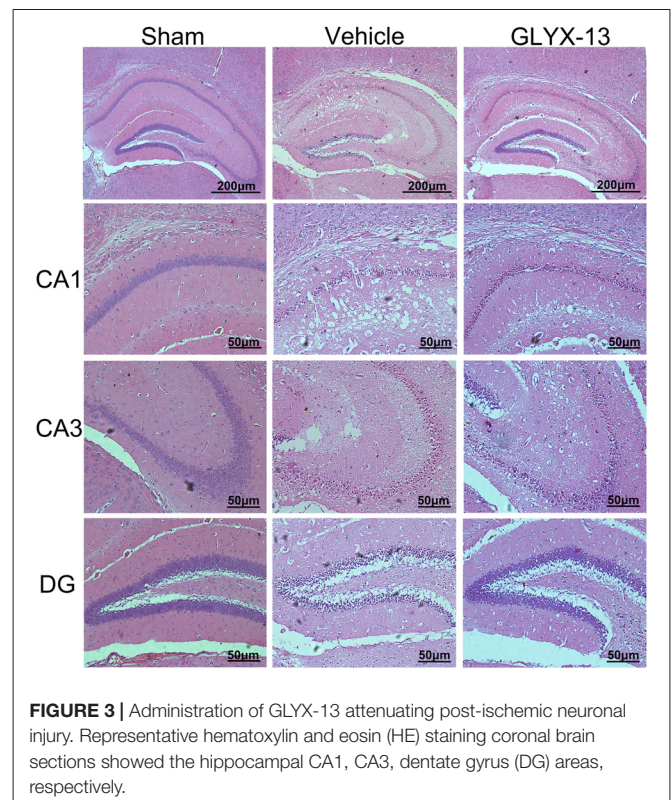 Sham Vehicle GLYX-13
200µm 200µm 200µm
CA1
50µm 50µm 50µm
CA3
50µm 50µm 50µm
DG
50µm 50µm 50µm
FIGURE 3 | Administration of GLYX-13 attenuating post-ischemic neuronal
injury. Representative hematoxylin and eosin (HE) staining coronal brain
sections showed the hippocampal CA1, CA3, dentate gyrus (DG) areas,
respectively.